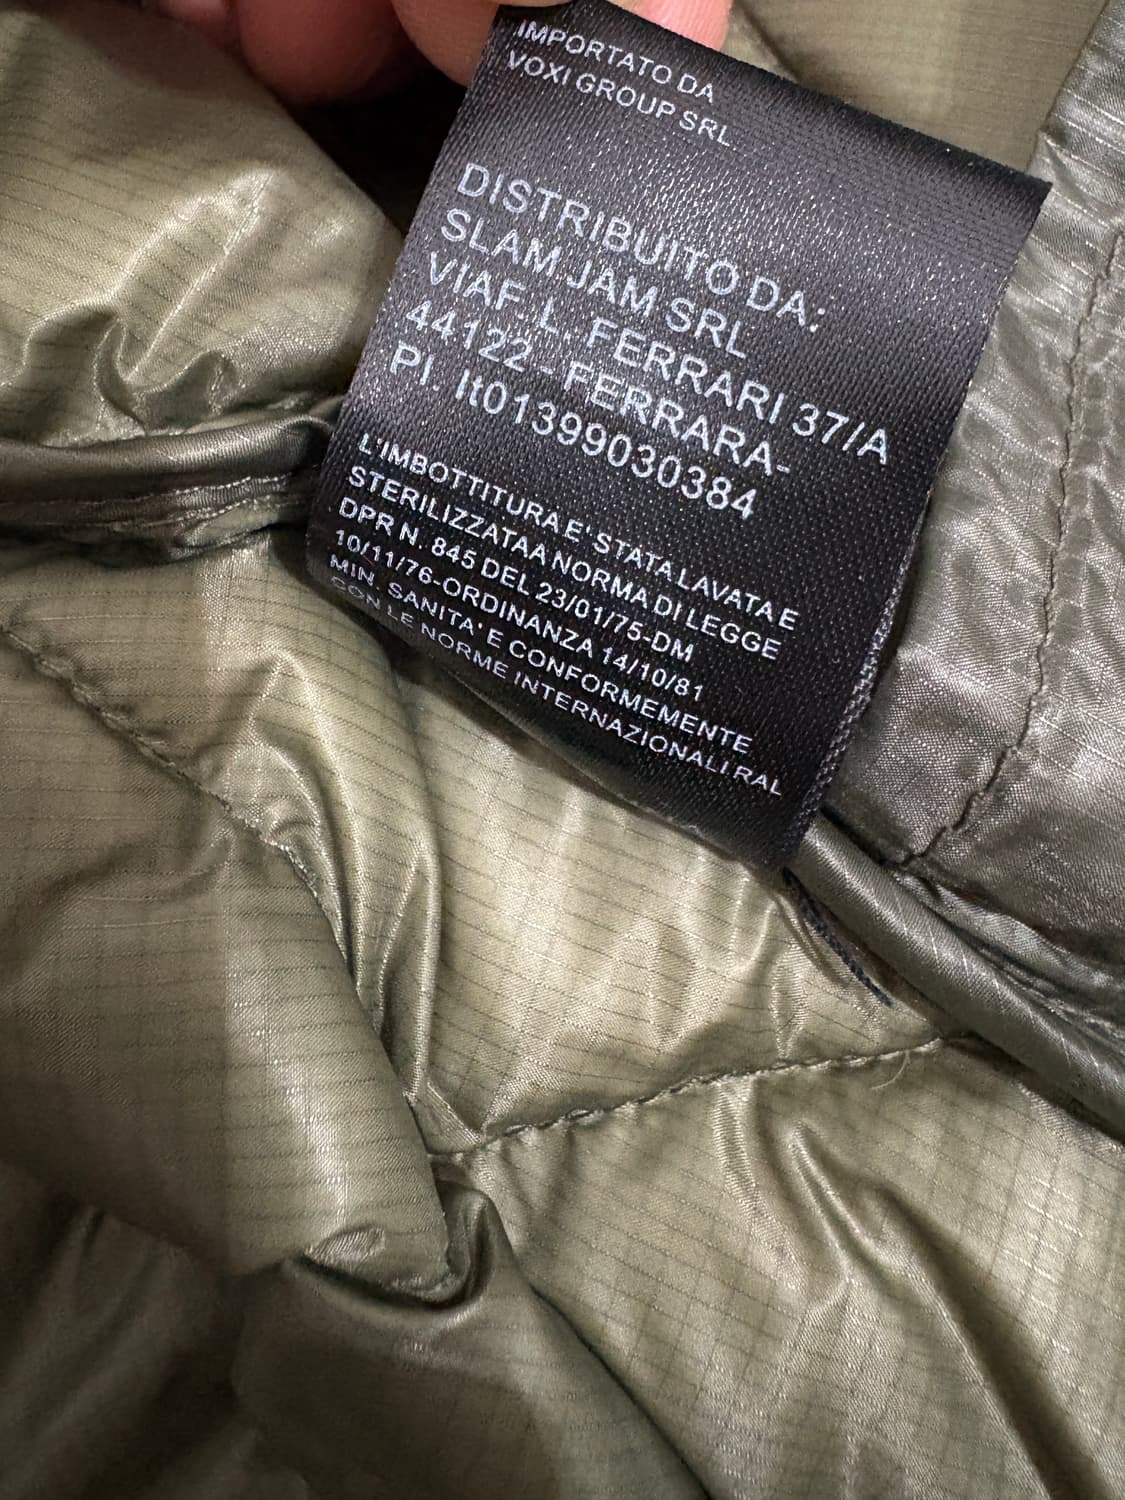 IMPORTATO DA
VOXI GROUP SRL
DISTRIBUITO DA:
SLAM JAM SRL
VIAF. L. FERRARI 37/A
44122 - FERRARA-
PI. It01399030384
L'IMBOTTITURA E' STATA LAVATA E
STERILIZZATAA NORMA DI LEGGE
DPR N. 845 DEL 23/01/75-DM
10/11/76-ORDINANZA 14/10/81
MIN. SANITA' E CONFORMEMENTE
CON LE NORME INTERNAZIONALI RAL